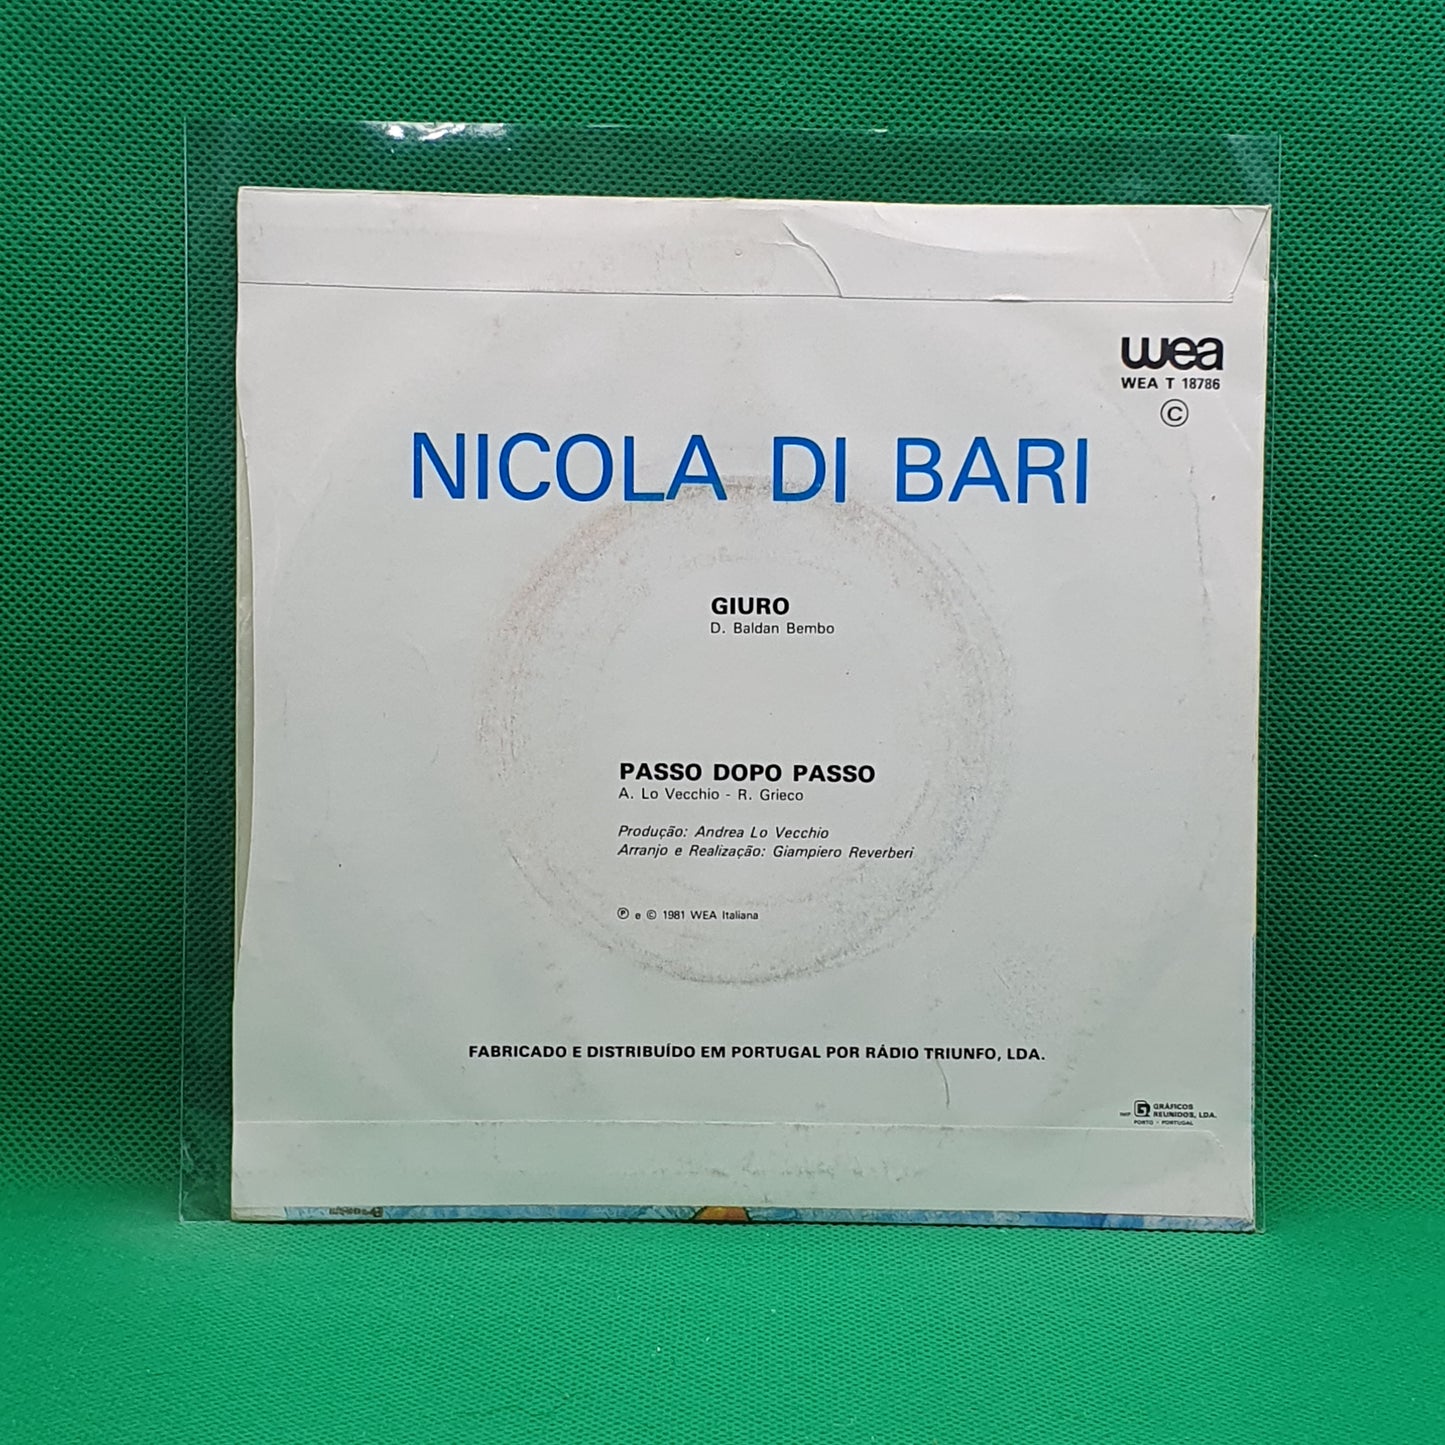 wea
WEA T 18786
©
NICOLA DI BARI
GIURO
D. Baldan Bembo
PASSO DOPO PASSO
A. Lo Vecchio - R. Grieco
Produção: Andrea Lo Vecchio
Arranjo e Realização: Giampiero Reverberi
℗ e © 1981 WEA Italiana
FABRICADO E DISTRIBUÍDO EM PORTUGAL POR RÁDIO TRIUNFO, LDA.
GRÁFICOS
IMP REUNIDOS, LDA.
PORTO - PORTUGAL